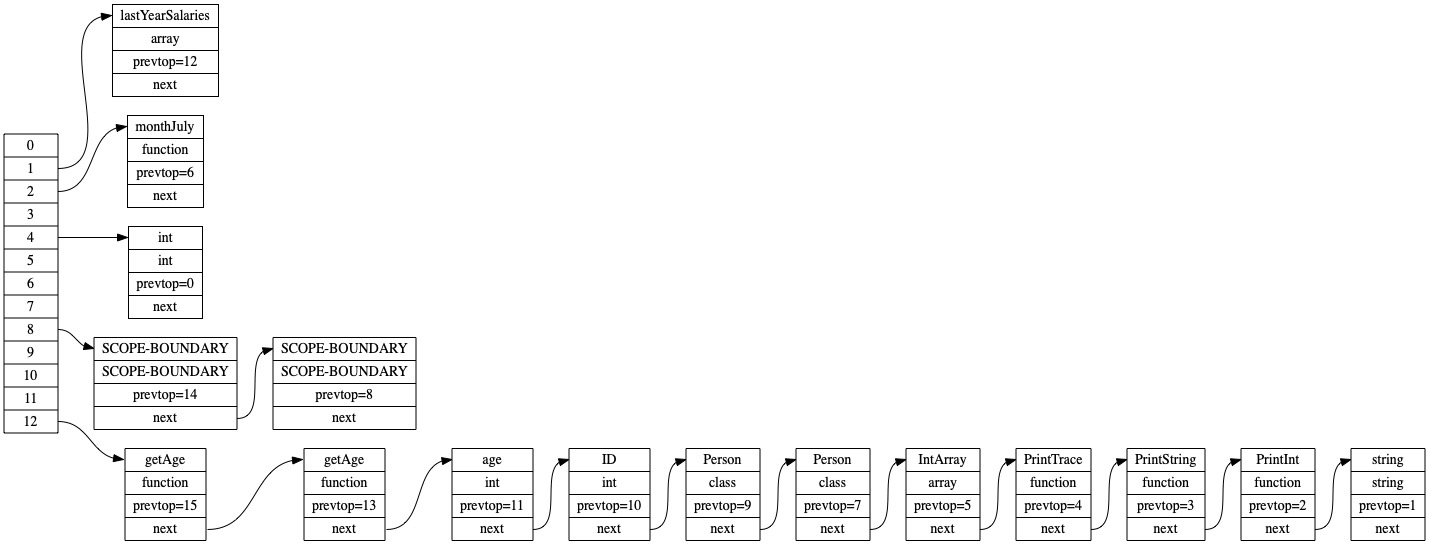 lastYearSalaries
array
prevtop=12
next
monthJuly
function
prevtop=6
next
0
1
2
3
4
5
6
7
8
9
10
11
12
int
int
prevtop=0
next
SCOPE-BOUNDARY
SCOPE-BOUNDARY
prevtop=14
next
SCOPE-BOUNDARY
SCOPE-BOUNDARY
prevtop=8
next
getAge
function
prevtop=15
next
getAge
function
prevtop=13
next
age
int
prevtop=11
next
ID
int
prevtop=10
next
Person
class
prevtop=9
next
Person
class
prevtop=7
next
IntArray
array
prevtop=5
next
PrintTrace
function
prevtop=4
next
PrintString
function
prevtop=3
next
PrintInt
function
prevtop=2
next
string
string
prevtop=1
next